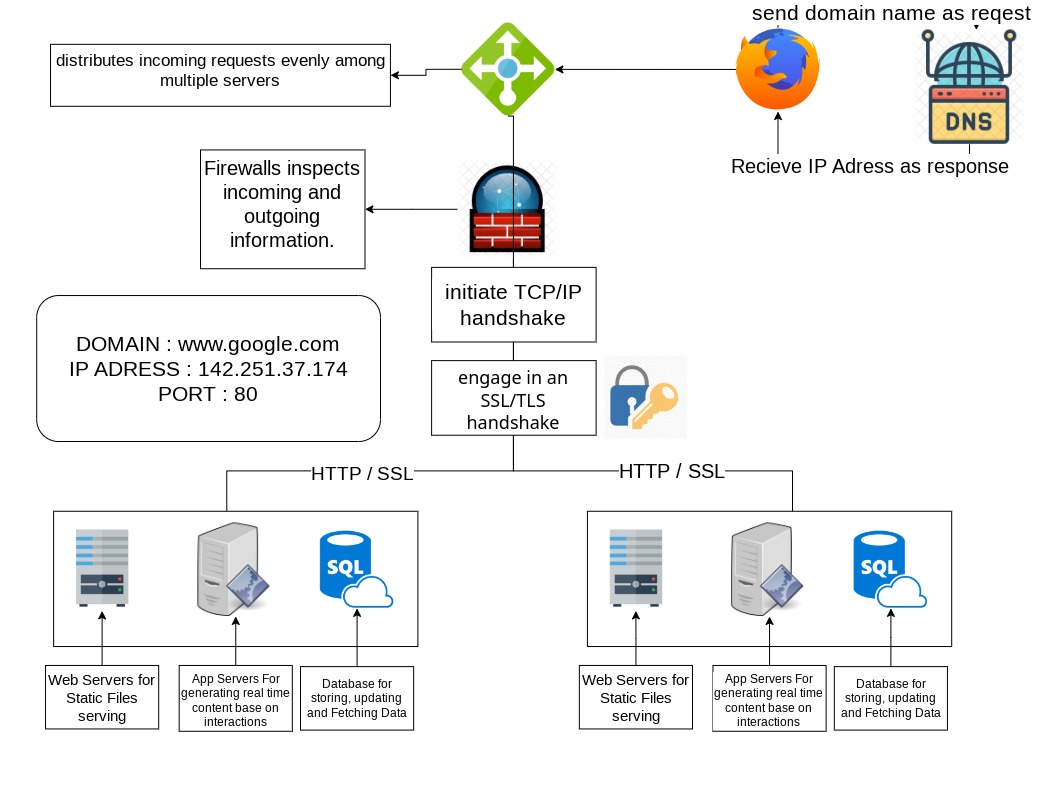 send domain name as reqest
distributes incoming requests evenly among
multiple servers
DNS
Recieve IP Adress as response
Firewalls inspects
incoming and
outgoing
information.
initiate TCP/IP
handshake
DOMAIN : www.google.com
IP ADRESS : 142.251.37.174
PORT : 80
engage in an
SSL/TLS
handshake
HTTP / SSL
HTTP / SSL
SQL
SQL
Web Servers for
Static Files
serving
App Servers For
generating real time
content base on
interactions
Database for
storing, updating
and Fetching Data
Web Servers for
Static Files
serving
App Servers For
generating real time
content base on
interactions
Database for
storing, updating
and Fetching Data